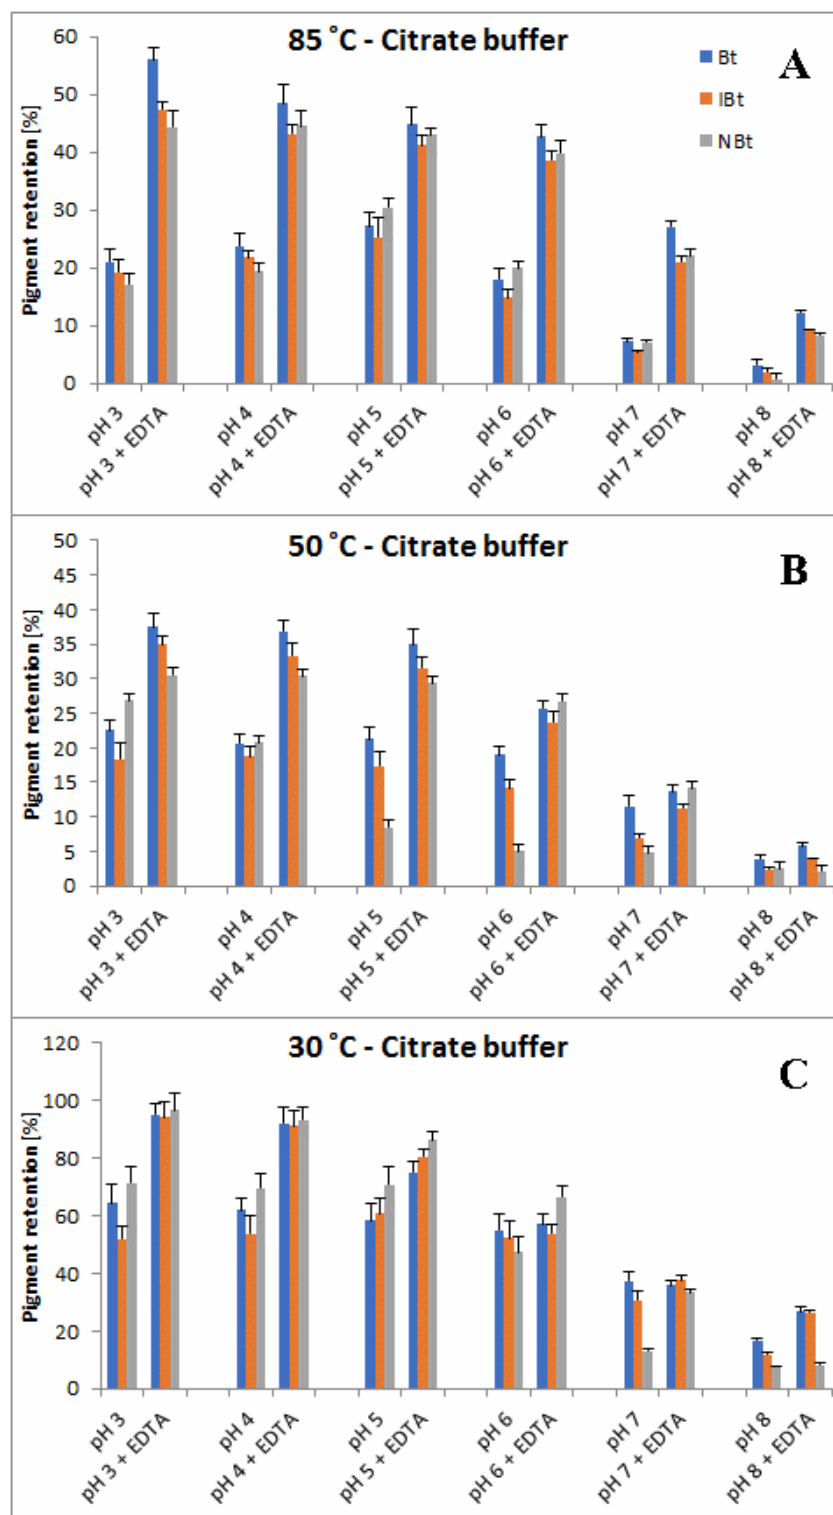 85 ˚C - Citrate buffer
A
Bt
IBt
NBt
Pigment retention [%]
60
50
40
30
20
10
0
pH 3
pH 3 + EDTA
pH 4
pH 4 + EDTA
pH 5
pH 5 + EDTA
pH 6
pH 6 + EDTA
pH 7
pH 7 + EDTA
pH 8
pH 8 + EDTA
50 ˚C - Citrate buffer
B
Pigment retention [%]
50
45
40
35
30
25
20
15
10
5
0
pH 3
pH 3 + EDTA
pH 4
pH 4 + EDTA
pH 5
pH 5 + EDTA
pH 6
pH 6 + EDTA
pH 7
pH 7 + EDTA
pH 8
pH 8 + EDTA
30 ˚C - Citrate buffer
C
Pigment retention [%]
120
100
80
60
40
20
0
pH 3
pH 3 + EDTA
pH 4
pH 4 + EDTA
pH 5
pH 5 + EDTA
pH 6
pH 6 + EDTA
pH 7
pH 7 + EDTA
pH 8
pH 8 + EDTA